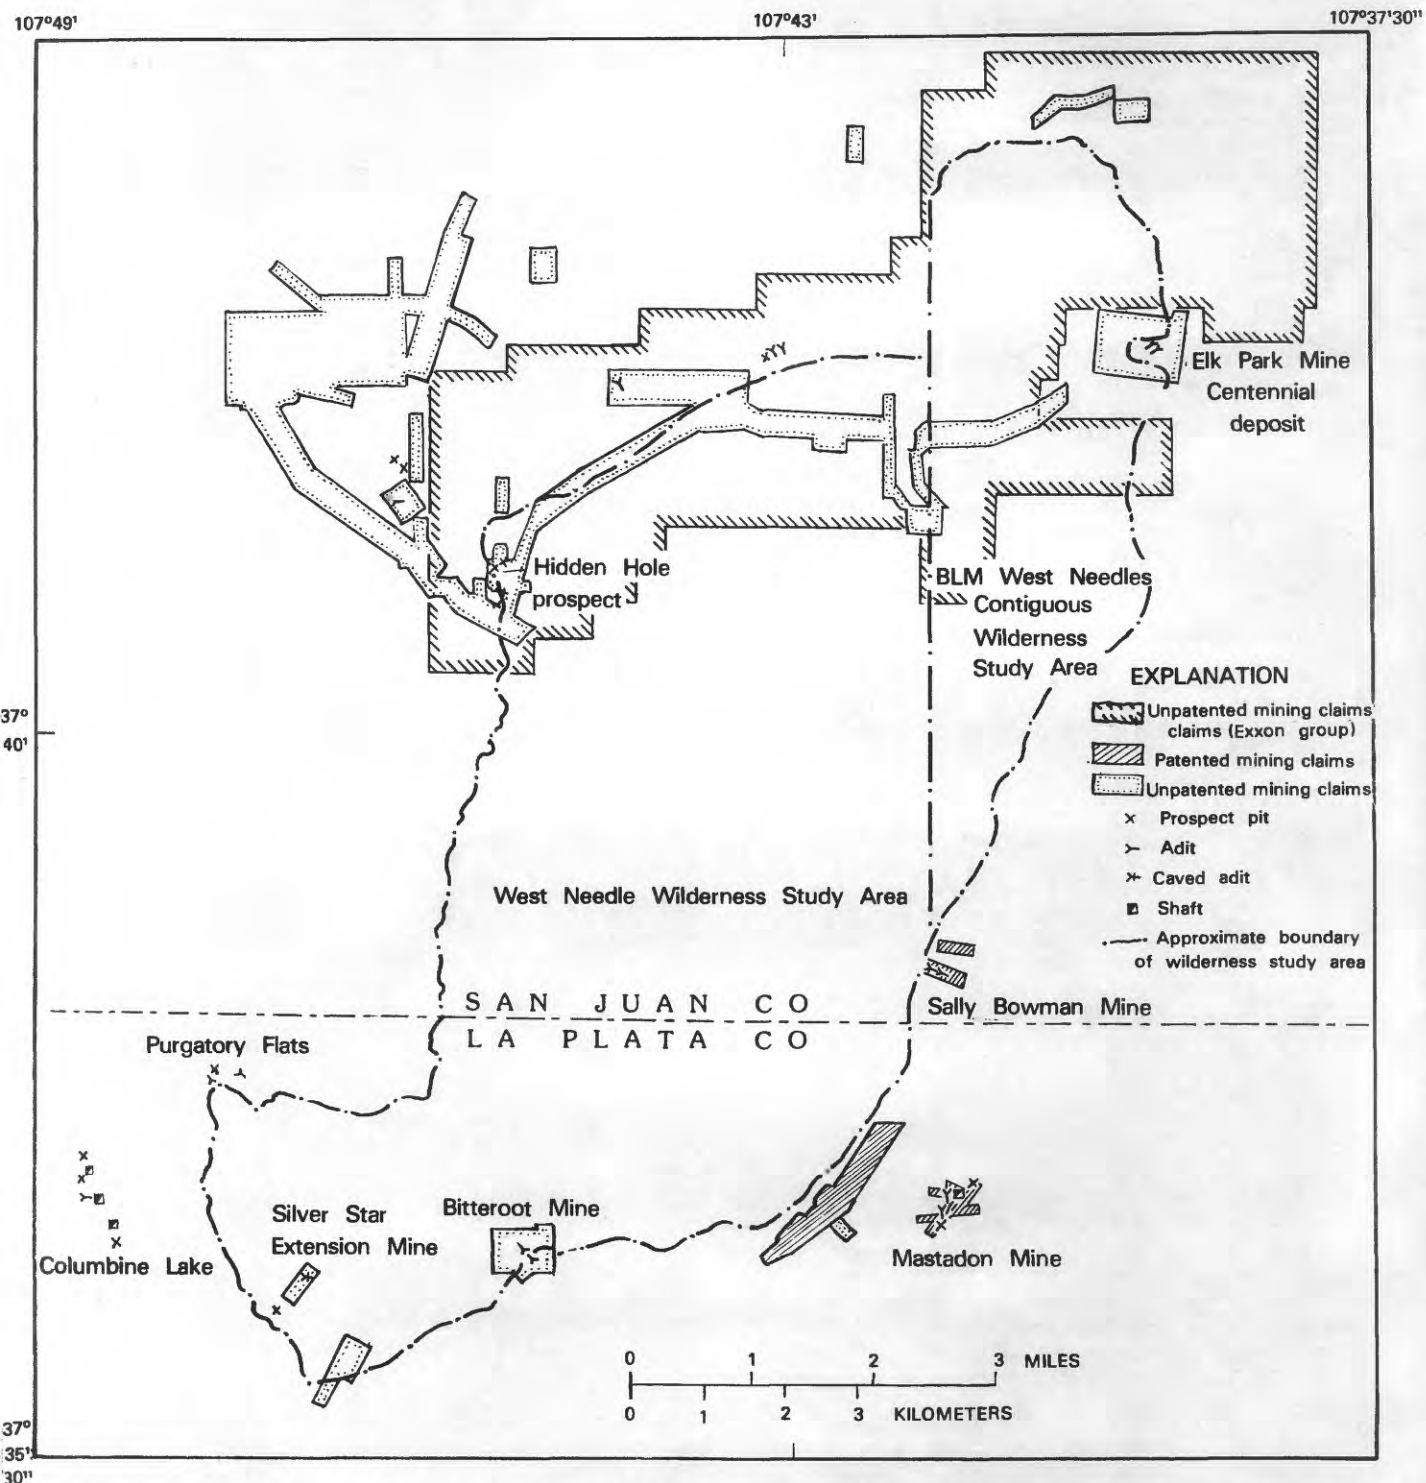 107°49' 107°43' 107°37'30"
Elk Park Mine
Centennial
deposit
Hidden Hole
prospect
BLM West Needles
Contiguous
Wilderness
Study Area
EXPLANATION
Unpatented mining claims
claims (Exxon group)
Patented mining claims
Unpatented mining claims
x Prospect pit
Adit
Caved adit
Shaft
Approximate boundary
of wilderness study area
37°
40'
West Needle Wilderness Study Area
SAN JUAN CO
LA PLATA CO
Sally Bowman Mine
Purgatory Flats
Silver Star
Extension Mine
Bitteroot Mine
Columbine Lake
Mastadon Mine
0 1 2 3 MILES
0 1 2 3 KILOMETERS
37°
35'
30"